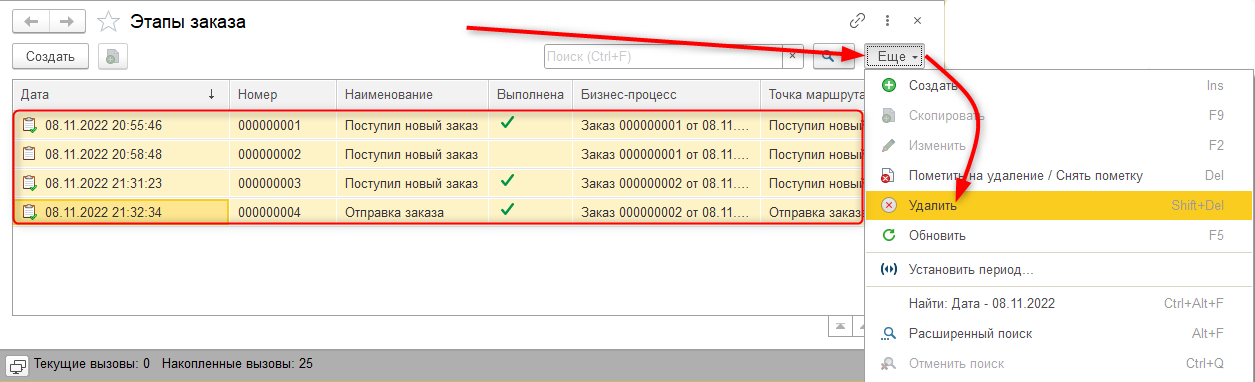 Этапы заказа
Создать
Поиск (Ctrl+F)
Еще
Дата Номер Наименование Выполнена Бизнес-процесс Точка маршрута
08.11.2022 20:55:46 000000001 Поступил новый заказ Заказ 000000001 от 08.11.... Поступил новый
08.11.2022 20:58:48 000000002 Поступил новый заказ Заказ 000000001 от 08.11.... Поступил новый
08.11.2022 21:31:23 000000003 Поступил новый заказ Заказ 000000002 от 08.11.... Поступил новый
08.11.2022 21:32:34 000000004 Отправка заказа Заказ 000000002 от 08.11.... Отправка заказ
Создать Ins
Скопировать F9
Изменить F2
Пометить на удаление / Снять пометку Del
Удалить Shift+Del
Обновить F5
Установить период...
Найти: Дата - 08.11.2022 Ctrl+Alt+F
Расширенный поиск Alt+F
Отменить поиск Ctrl+Q
Текущие вызовы: 0 Накопленные вызовы: 25